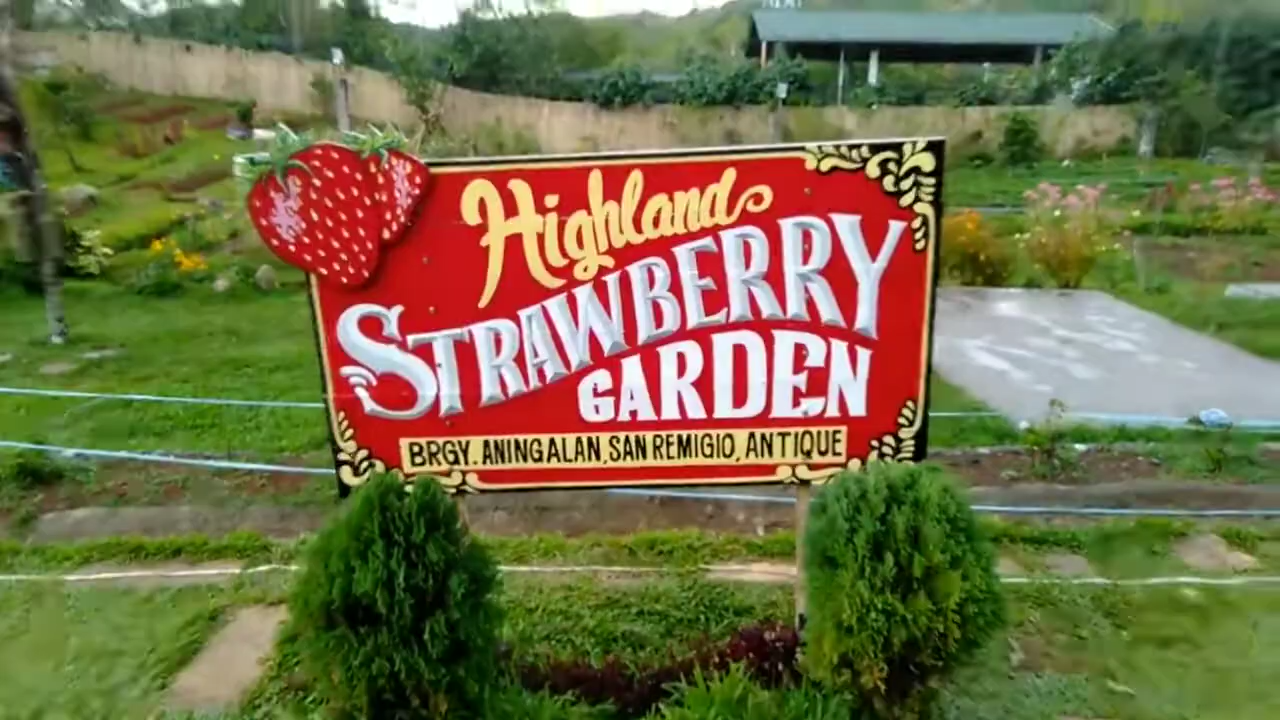 Highland
STRAWBERRY
GARDEN
BRGY. ANINGALAN, SAN REMIGIO, ANTIQUE